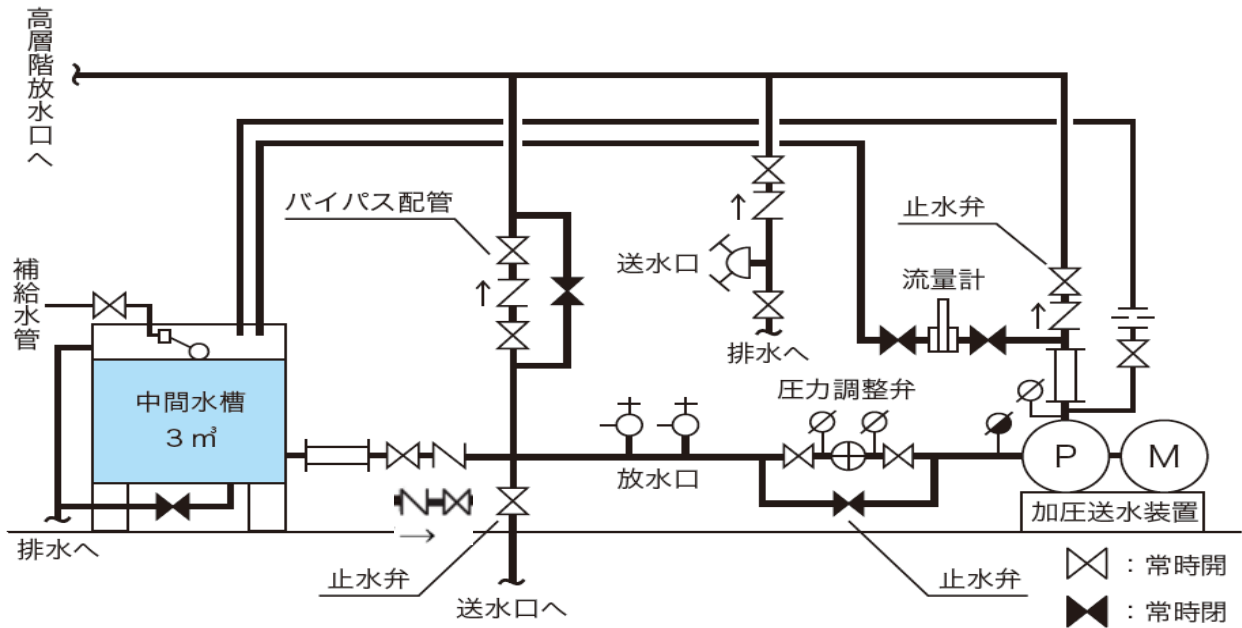 高層階放水口へ
バイパス配管
止水弁
送水口
流量計
補給水管
排水へ
圧力調整弁
中間水槽
3㎥
放水口
P
M
加圧送水装置
排水へ
止水弁
送水口へ
止水弁
：常時開
：常時閉